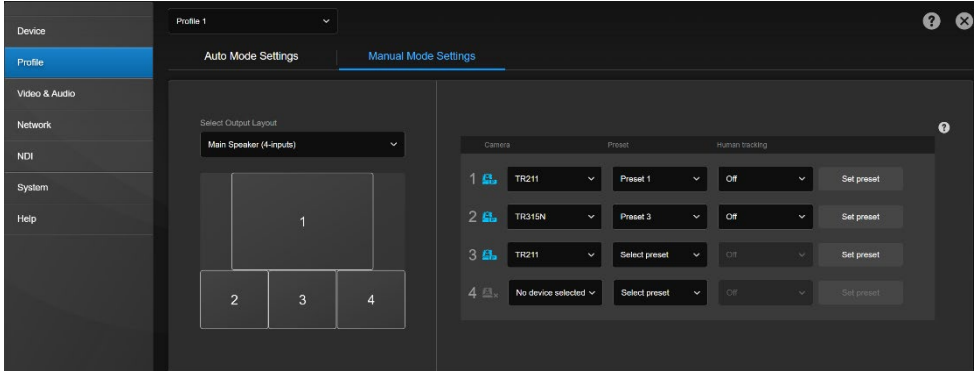 Device
Profile
Video & Audio
Network
NDI
System
Help
Profile 1
Auto Mode Settings
Manual Mode Settings
Select Output Layout
Main Speaker (4-inputs)
1
2 3 4
Camera Preset Human tracking
1 TR211 Preset 1 Off Set preset
2 TR315N Preset 3 Off Set preset
3 TR211 Select preset Off Set preset
4 No device selected Select preset Off Set preset